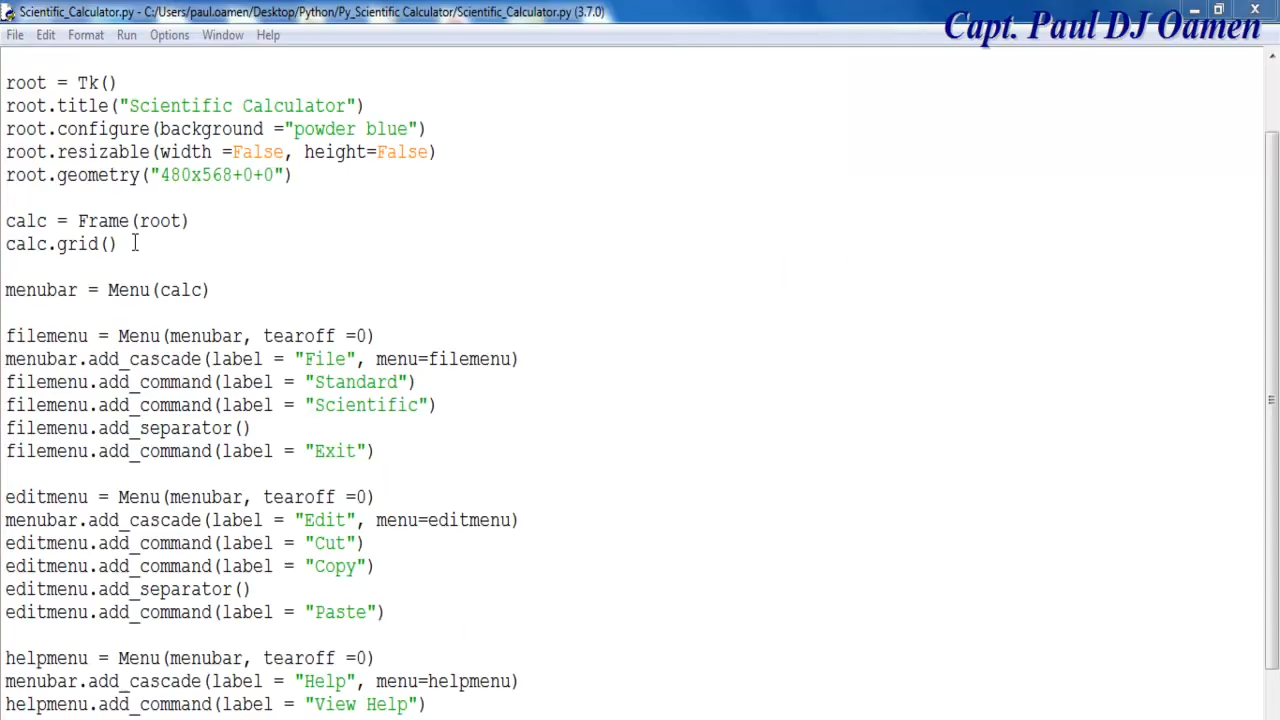 Scientific_Calculator.py - C:/Users/paul.oamen/Desktop/Python/Py_Scientific Calculator/Scientific_Calculator.py (3.7.0)
Capt. Paul DJ Oamen
File Edit Format Run Options Window Help
root = Tk()
root.title("Scientific Calculator")
root.configure(background ="powder blue")
root.resizable(width =False, height=False)
root.geometry("480x568+0+0")
calc = Frame(root)
calc.grid()
menubar = Menu(calc)
filemenu = Menu(menubar, tearoff =0)
menubar.add_cascade(label = "File", menu=filemenu)
filemenu.add_command(label = "Standard")
filemenu.add_command(label = "Scientific")
filemenu.add_separator()
filemenu.add_command(label = "Exit")
editmenu = Menu(menubar, tearoff =0)
menubar.add_cascade(label = "Edit", menu=editmenu)
editmenu.add_command(label = "Cut")
editmenu.add_command(label = "Copy")
editmenu.add_separator()
editmenu.add_command(label = "Paste")
helpmenu = Menu(menubar, tearoff =0)
menubar.add_cascade(label = "Help", menu=helpmenu)
helpmenu.add_command(label = "View Help")